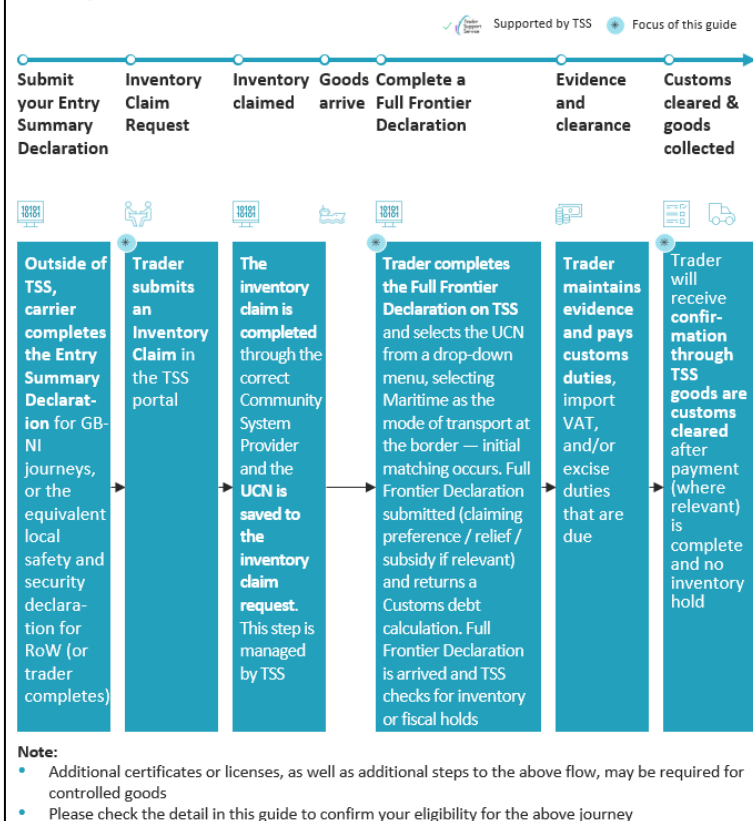 Trader
Support
Service
Supported by TSS
Focus of this guide
Submit
your Entry
Summary
Declaration
Inventory
Claim
Request
Inventory
claimed
Goods
arrive
Complete a
Full Frontier
Declaration
Evidence
and
clearance
Customs
cleared &
goods
collected
10101
10101
10101
10101
10101
10101
Outside of
TSS,
carrier
completes
the Entry
Summary
Declarat-
ion for GB-
NI
journeys,
or the
equivalent
local
safety and
security
declara-
tion for
RoW (or
trader
completes)
Trader
submits
an
Inventory
Claim in
the TSS
portal
The
inventory
claim is
completed
through the
correct
Community
System
Provider
and the
UCN is
saved to
the
inventory
claim
request.
This step is
managed
by TSS
Trader completes
the Full Frontier
Declaration on TSS
and selects the UCN
from a drop-down
menu, selecting
Maritime as the
mode of transport at
the border — initial
matching occurs. Full
Frontier Declaration
submitted (claiming
preference / relief /
subsidy if relevant)
and returns a
Customs debt
calculation. Full
Frontier Declaration
is arrived and TSS
checks for inventory
or fiscal holds
Trader
maintains
evidence
and pays
customs
duties,
import
VAT,
and/or
excise
duties
that are
due
Trader
will
receive
confir-
mation
through
TSS
goods are
customs
cleared
after
payment
(where
relevant)
is
complete
and no
inventory
hold
Note:
Additional certificates or licenses, as well as additional steps to the above flow, may be required for
controlled goods
Please check the detail in this guide to confirm your eligibility for the above journey